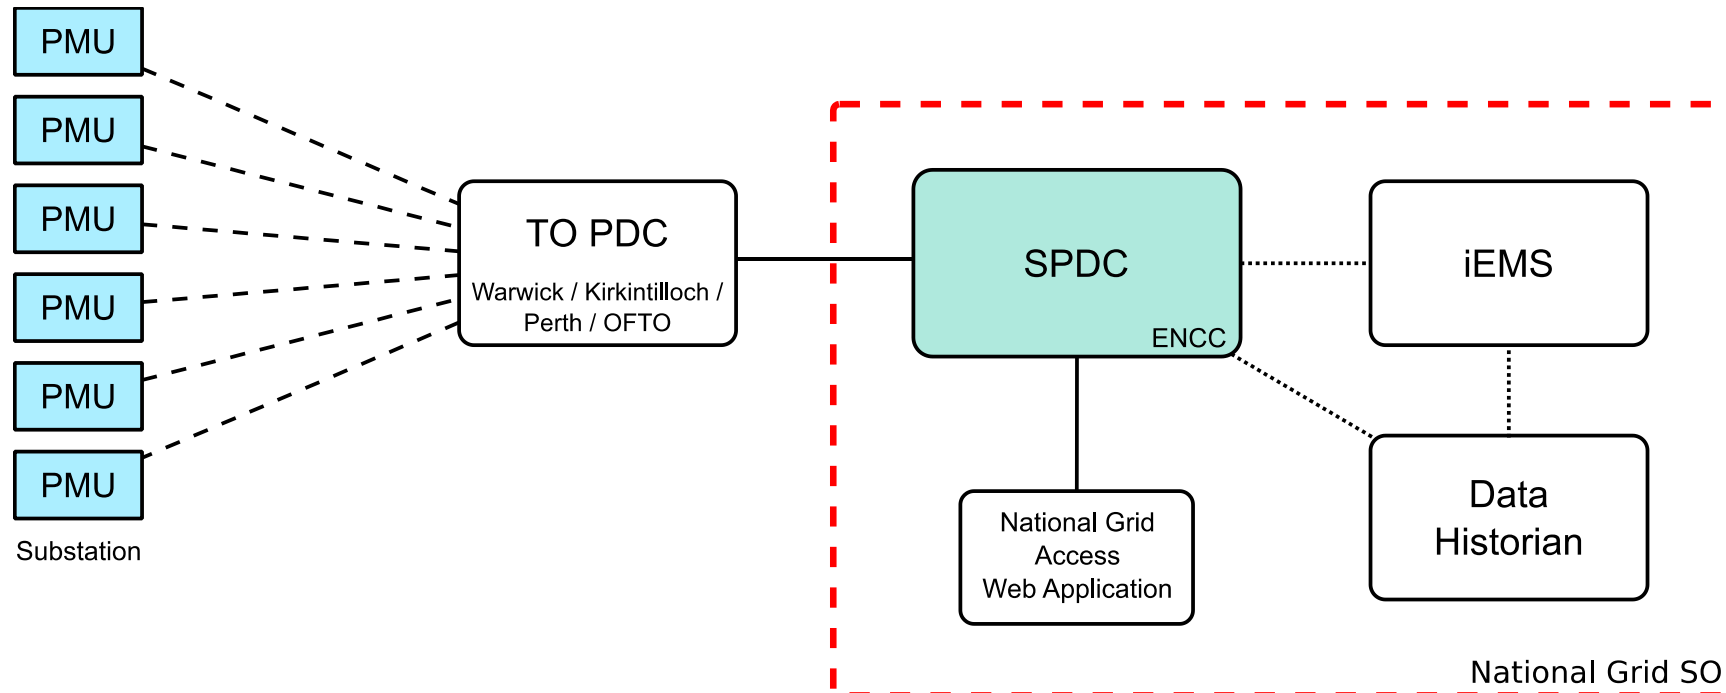 PMU
PMU
PMU
PMU
PMU
PMU
Substation
TO PDC
Warwick / Kirkintilloch /
Perth / OFTO
SPDC
ENCC
iEMS
National Grid
Access
Web Application
Data
Historian
National Grid SO